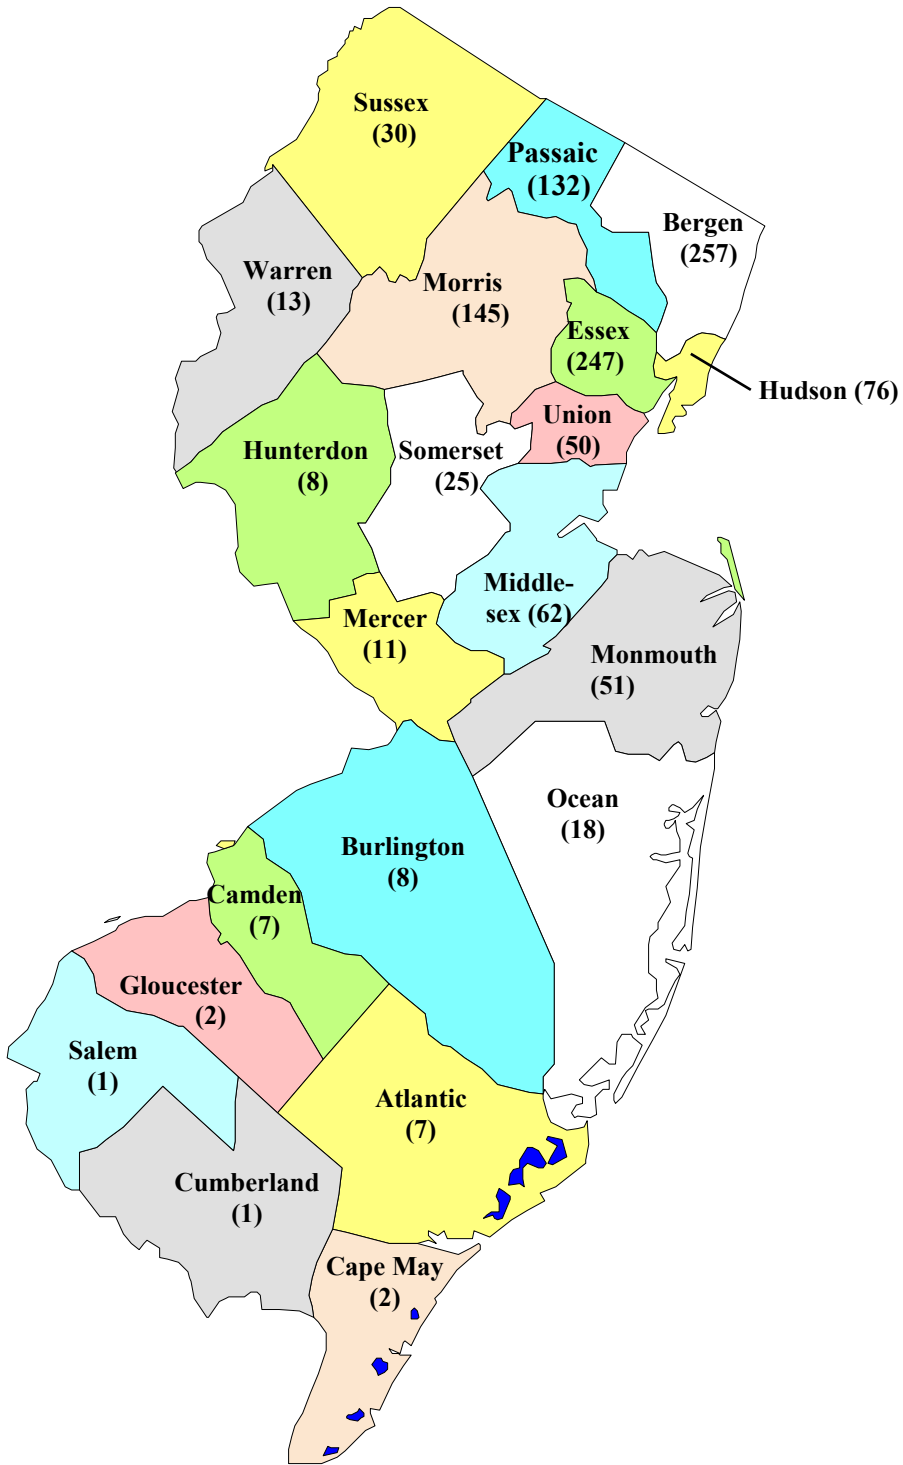 Sussex
(30)
Passaic
(132)
Bergen
(257)
Warren
(13)
Morris
(145)
Essex
(247)
Hudson (76)
Union
(50)
Hunterdon
(8)
Somerset
(25)
Middle-
sex (62)
Mercer
(11)
Monmouth
(51)
Ocean
(18)
Burlington
(8)
Camden
(7)
Gloucester
(2)
Salem
(1)
Atlantic
(7)
Cumberland
(1)
Cape May
(2)